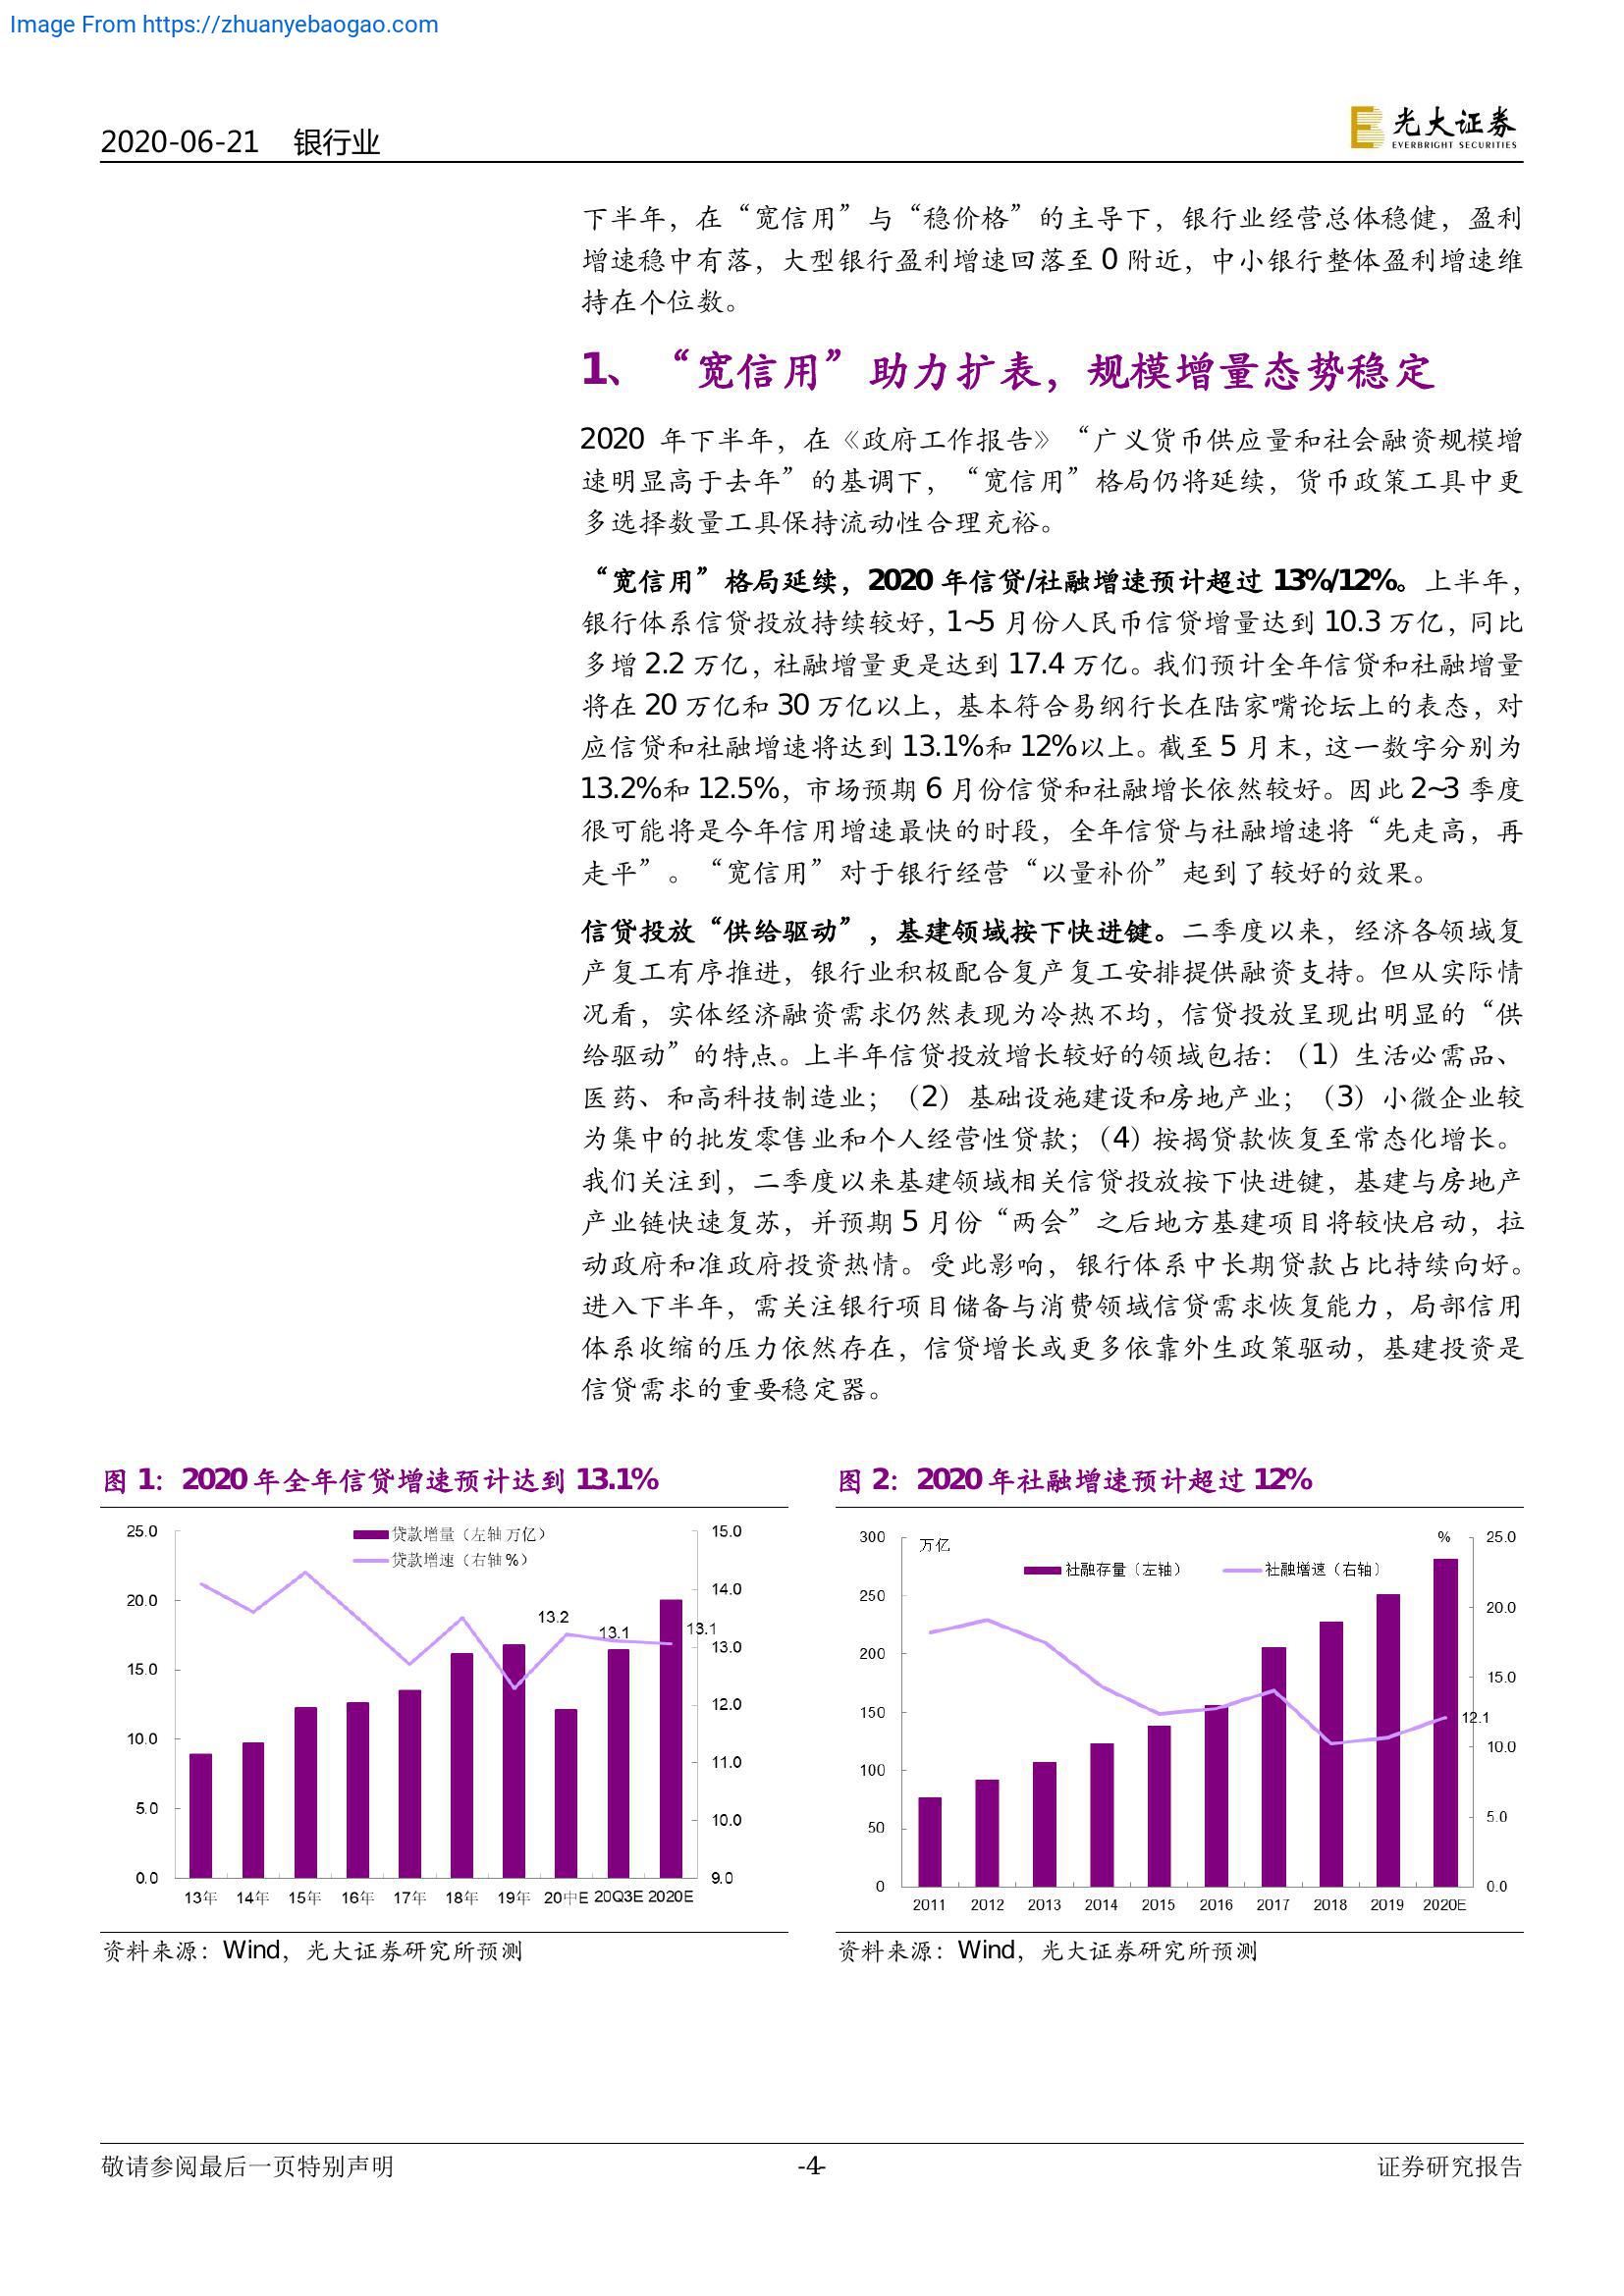 Image From https://zhuanyebaogao.com
2020-06-21 银行业
光大证券
EVERBRIGHT SECURITIES
下半年，在“宽信用”与“稳价格”的主导下，银行业经营总体稳健，盈利
增速稳中有落，大型银行盈利增速回落至 0 附近，中小银行整体盈利增速维
持在个位数。
1、 “宽信用”助力扩表，规模增量态势稳定
2020 年下半年，在《政府工作报告》“广义货币供应量和社会融资规模增
速明显高于去年”的基调下，“宽信用”格局仍将延续，货币政策工具中更
多选择数量工具保持流动性合理充裕。
“宽信用”格局延续，2020 年信贷/社融增速预计超过 13%/12%。上半年，
银行体系信贷投放持续较好，1~5 月份人民币信贷增量达到 10.3 万亿，同比
多增 2.2 万亿，社融增量更是达到 17.4 万亿。我们预计全年信贷和社融增量
将在 20 万亿和 30 万亿以上，基本符合易纲行长在陆家嘴论坛上的表态，对
应信贷和社融增速将达到 13.1%和 12%以上。截至 5 月末，这一数字分别为
13.2%和 12.5%，市场预期 6 月份信贷和社融增长依然较好。因此 2~3 季度
很可能将是今年信用增速最快的时段，全年信贷与社融增速将“先走高，再
走平”。“宽信用”对于银行经营“以量补价”起到了较好的效果。
信贷投放“供给驱动”，基建领域按下快进键。二季度以来，经济各领域复
产复工有序推进，银行业积极配合复产复工安排提供融资支持。但从实际情
况看，实体经济融资需求仍然表现为冷热不均，信贷投放呈现出明显的“供
给驱动”的特点。上半年信贷投放增长较好的领域包括：（1）生活必需品、
医药、和高科技制造业；（2）基础设施建设和房地产业；（3）小微企业较
为集中的批发零售业和个人经营性贷款；（4）按揭贷款恢复至常态化增长。
我们关注到，二季度以来基建领域相关信贷投放按下快进键，基建与房地产
产业链快速复苏，并预期 5 月份“两会”之后地方基建项目将较快启动，拉
动政府和准政府投资热情。受此影响，银行体系中长期贷款占比持续向好。
进入下半年，需关注银行项目储备与消费领域信贷需求恢复能力，局部信用
体系收缩的压力依然存在，信贷增长或更多依靠外生政策驱动，基建投资是
信贷需求的重要稳定器。
图 1：2020 年全年信贷增速预计达到 13.1%
贷款增量（左轴 万亿）
贷款增速（右轴 %）
25.0
20.0
15.0
10.0
5.0
0.0
15.0
14.0
13.0
12.0
11.0
10.0
9.0
13.2
13.1
13.1
13年 14年 15年 16年 17年 18年 19年 20中E 20Q3E 2020E
资料来源：Wind，光大证券研究所预测
图 2：2020 年社融增速预计超过 12%
万亿
%
社融存量（左轴） 社融增速（右轴）
300
250
200
150
100
50
0
25.0
20.0
15.0
10.0
5.0
0.0
12.1
2011 2012 2013 2014 2015 2016 2017 2018 2019 2020E
资料来源：Wind，光大证券研究所预测
敬请参阅最后一页特别声明 -4- 证券研究报告